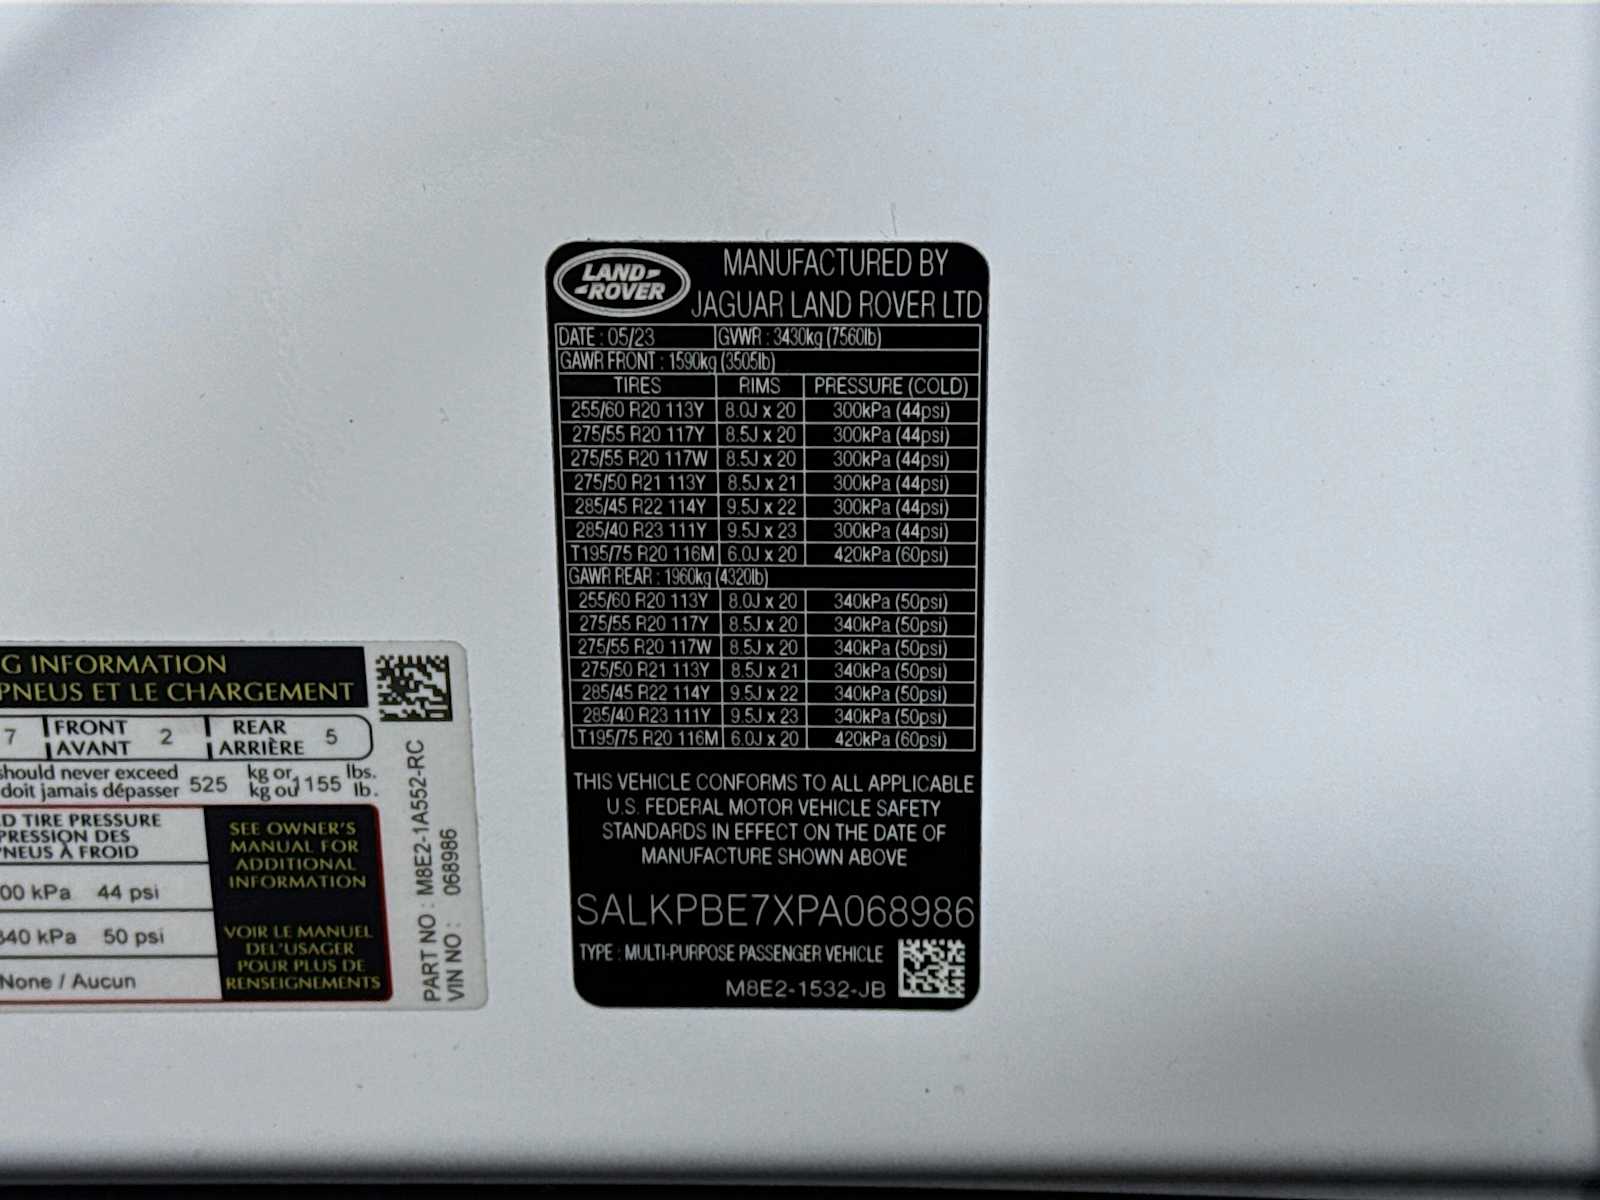 LAND-
-ROVER
MANUFACTURED BY
JAGUAR LAND ROVER LTD
DATE : 05/23 GVWR : 3430kg (7560lb)
GAWR FRONT : 1590kg (3505lb)
TIRES RIMS PRESSURE (COLD)
255/60 R20 113Y 8.0J x 20 300kPa (44psi)
275/55 R20 117Y 8.5J x 20 300kPa (44psi)
275/55 R20 117W 8.5J x 20 300kPa (44psi)
275/50 R21 113Y 8.5J x 21 300kPa (44psi)
285/45 R22 114Y 9.5J x 22 300kPa (44psi)
285/40 R23 111Y 9.5J x 23 300kPa (44psi)
T195/75 R20 116M 6.0J x 20 420kPa (60psi)
GAWR REAR : 1960kg (4320lb)
255/60 R20 113Y 8.0J x 20 340kPa (50psi)
275/55 R20 117Y 8.5J x 20 340kPa (50psi)
275/55 R20 117W 8.5J x 20 340kPa (50psi)
275/50 R21 113Y 8.5J x 21 340kPa (50psi)
285/45 R22 114Y 9.5J x 22 340kPa (50psi)
285/40 R23 111Y 9.5J x 23 340kPa (50psi)
T195/75 R20 116M 6.0J x 20 420kPa (60psi)
THIS VEHICLE CONFORMS TO ALL APPLICABLE
U.S. FEDERAL MOTOR VEHICLE SAFETY
STANDARDS IN EFFECT ON THE DATE OF
MANUFACTURE SHOWN ABOVE
SALKPBE7XPA068986
TYPE : MULTI-PURPOSE PASSENGER VEHICLE
M8E2-1532-JB
G INFORMATION
PNEUS ET LE CHARGEMENT
7 FRONT AVANT 2 REAR ARRIÈRE 5
should never exceed 525 kg or 1155 lbs.
doit jamais dépasser kg ou lb.
D TIRE PRESSURE
PRESSION DES
PNEUS À FROID
00 kPa 44 psi
340 kPa 50 psi
None / Aucun
SEE OWNER'S
MANUAL FOR
ADDITIONAL
INFORMATION
VOIR LE MANUEL
DEL'USAGER
POUR PLUS DE
RENSEIGNEMENTS
PART NO : M8E2-1A552-RC
VIN NO : 068986